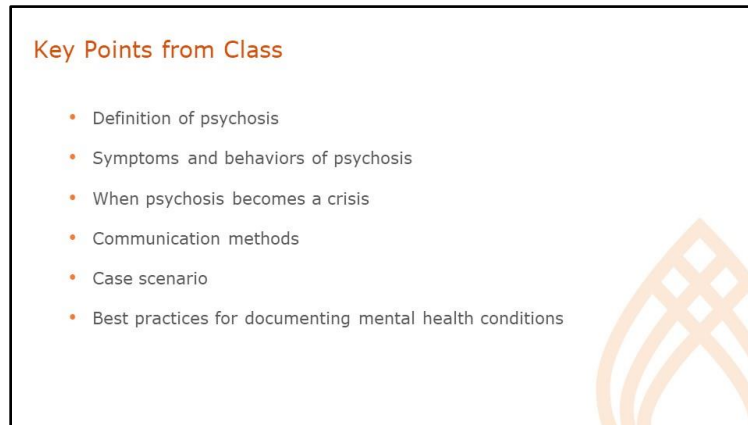 Key Points from Class
• Definition of psychosis
• Symptoms and behaviors of psychosis
• When psychosis becomes a crisis
• Communication methods
• Case scenario
• Best practices for documenting mental health conditions